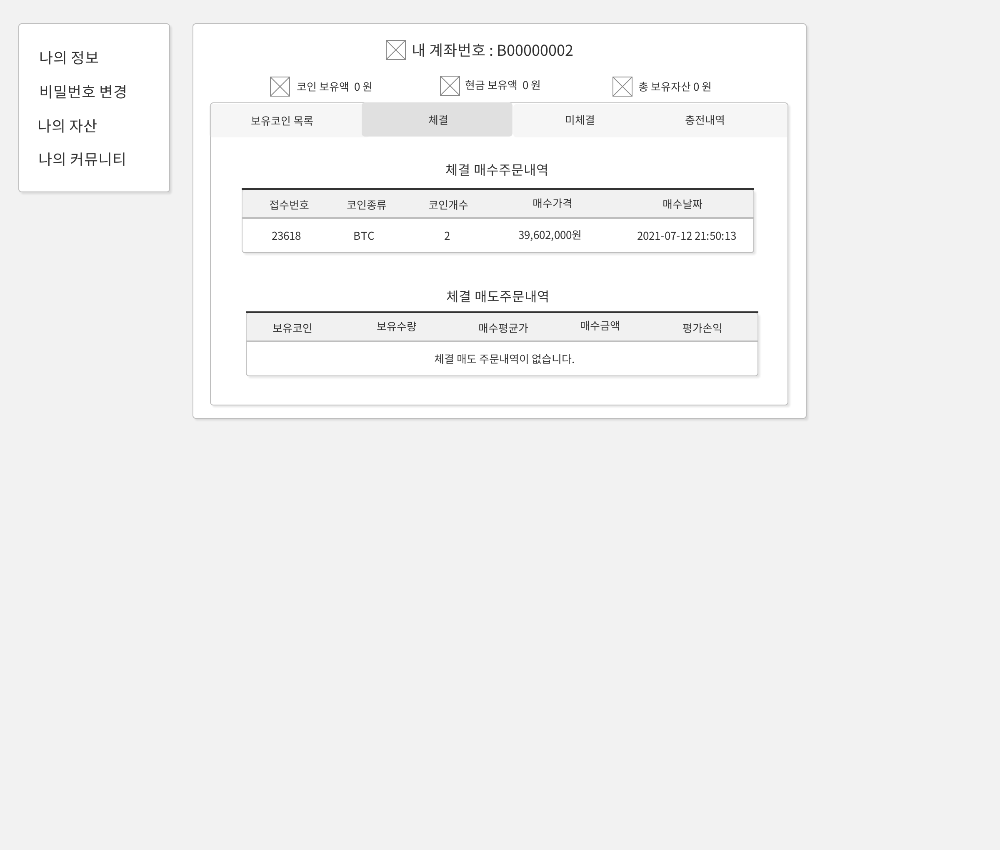 나의 정보
비밀번호 변경
나의 자산
나의 커뮤니티
내 계좌번호 : B00000002
코인 보유액 0 원 현금 보유액 0 원 총 보유자산 0 원
보유코인 목록 체결 미체결 충전내역
체결 매수주문내역
접수번호 코인종류 코인개수 매수가격 매수날짜
23618 BTC 2 39,602,000원 2021-07-12 21:50:13
체결 매도주문내역
보유코인 보유수량 매수평균가 매수금액 평가손익
체결 매도 주문내역이 없습니다.